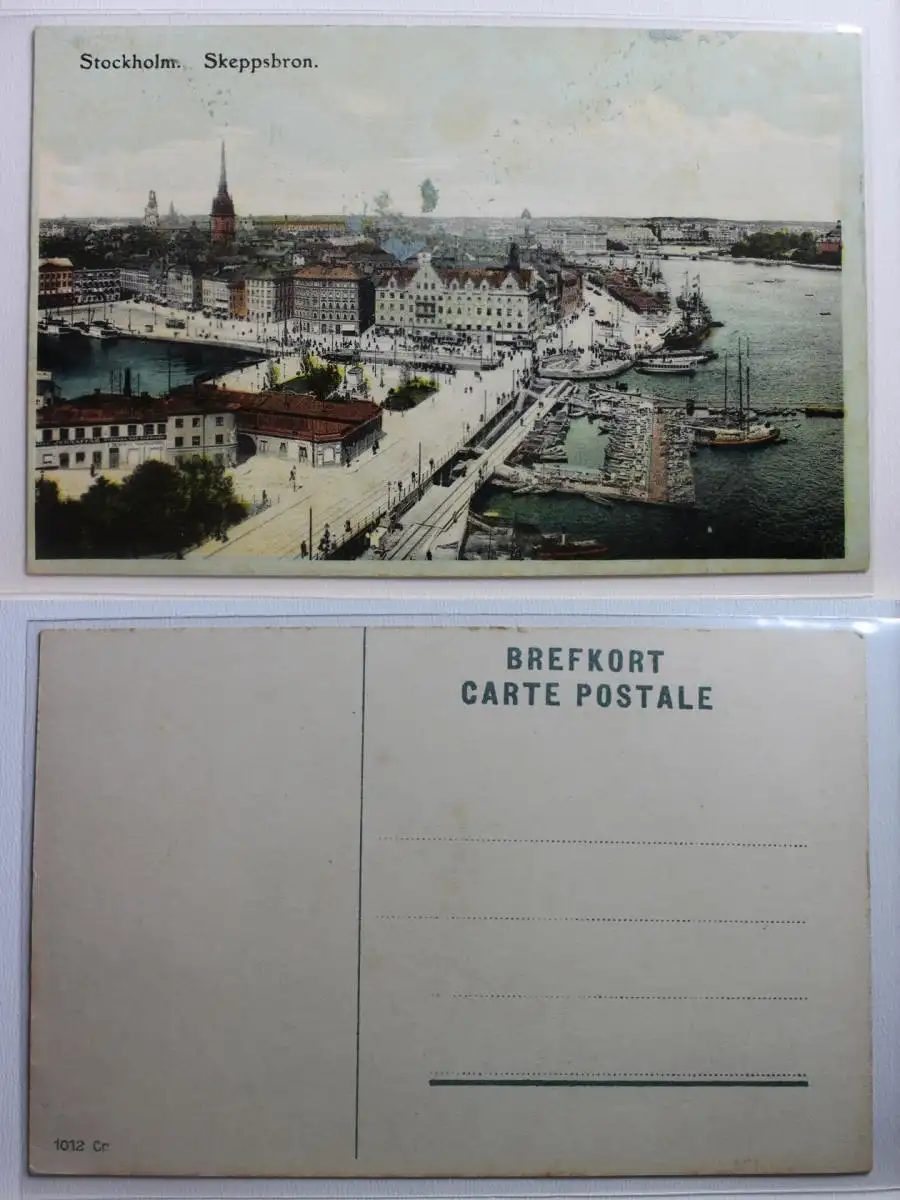 Stockholm. Skeppsbron.
BREFKORT
CARTE POSTALE
1012 Cr